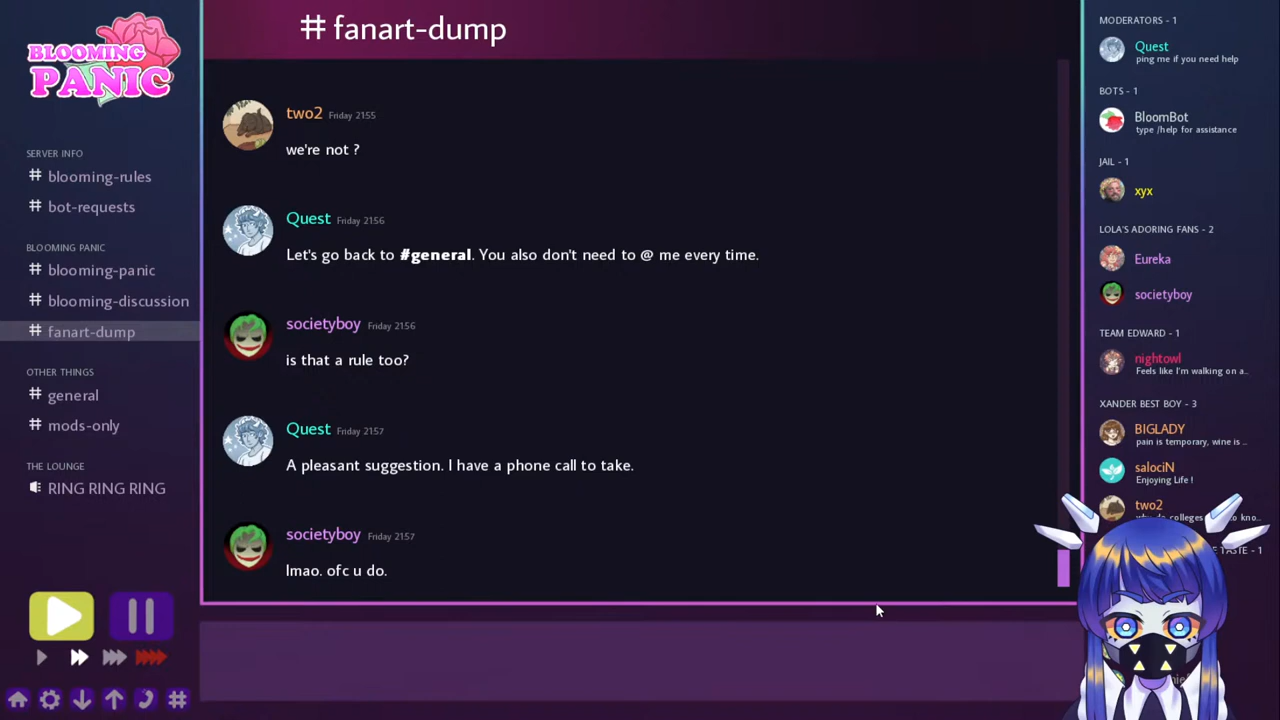 BLOOMING
PANIC
SERVER INFO
# blooming-rules
# bot-requests
BLOOMING PANIC
# blooming-panic
# blooming-discussion
# fanart-dump
OTHER THINGS
# general
# mods-only
THE LOUNGE
RING RING RING
# fanart-dump
two2 Friday 2155
we're not ?
Quest Friday 2156
Let's go back to #general. You also don't need to @ me every time.
societyboy Friday 2156
is that a rule too?
Quest Friday 2157
A pleasant suggestion. I have a phone call to take.
societyboy Friday 2157
lmao. ofc u do.
MODERATORS - 1
Quest
ping me if you need help
BOTS - 1
BloomBot
type /help for assistance
JAIL - 1
xyx
LOLA'S ADORING FANS - 2
Eureka
societyboy
TEAM EDWARD - 1
nightowl
Feels like I'm walking on a..
XANDER BEST BOY - 3
BIGLADY
pain is temporary, wine is ..
salociN
Enjoying Life !
two2
colleges
to kno..
TASTE - 1